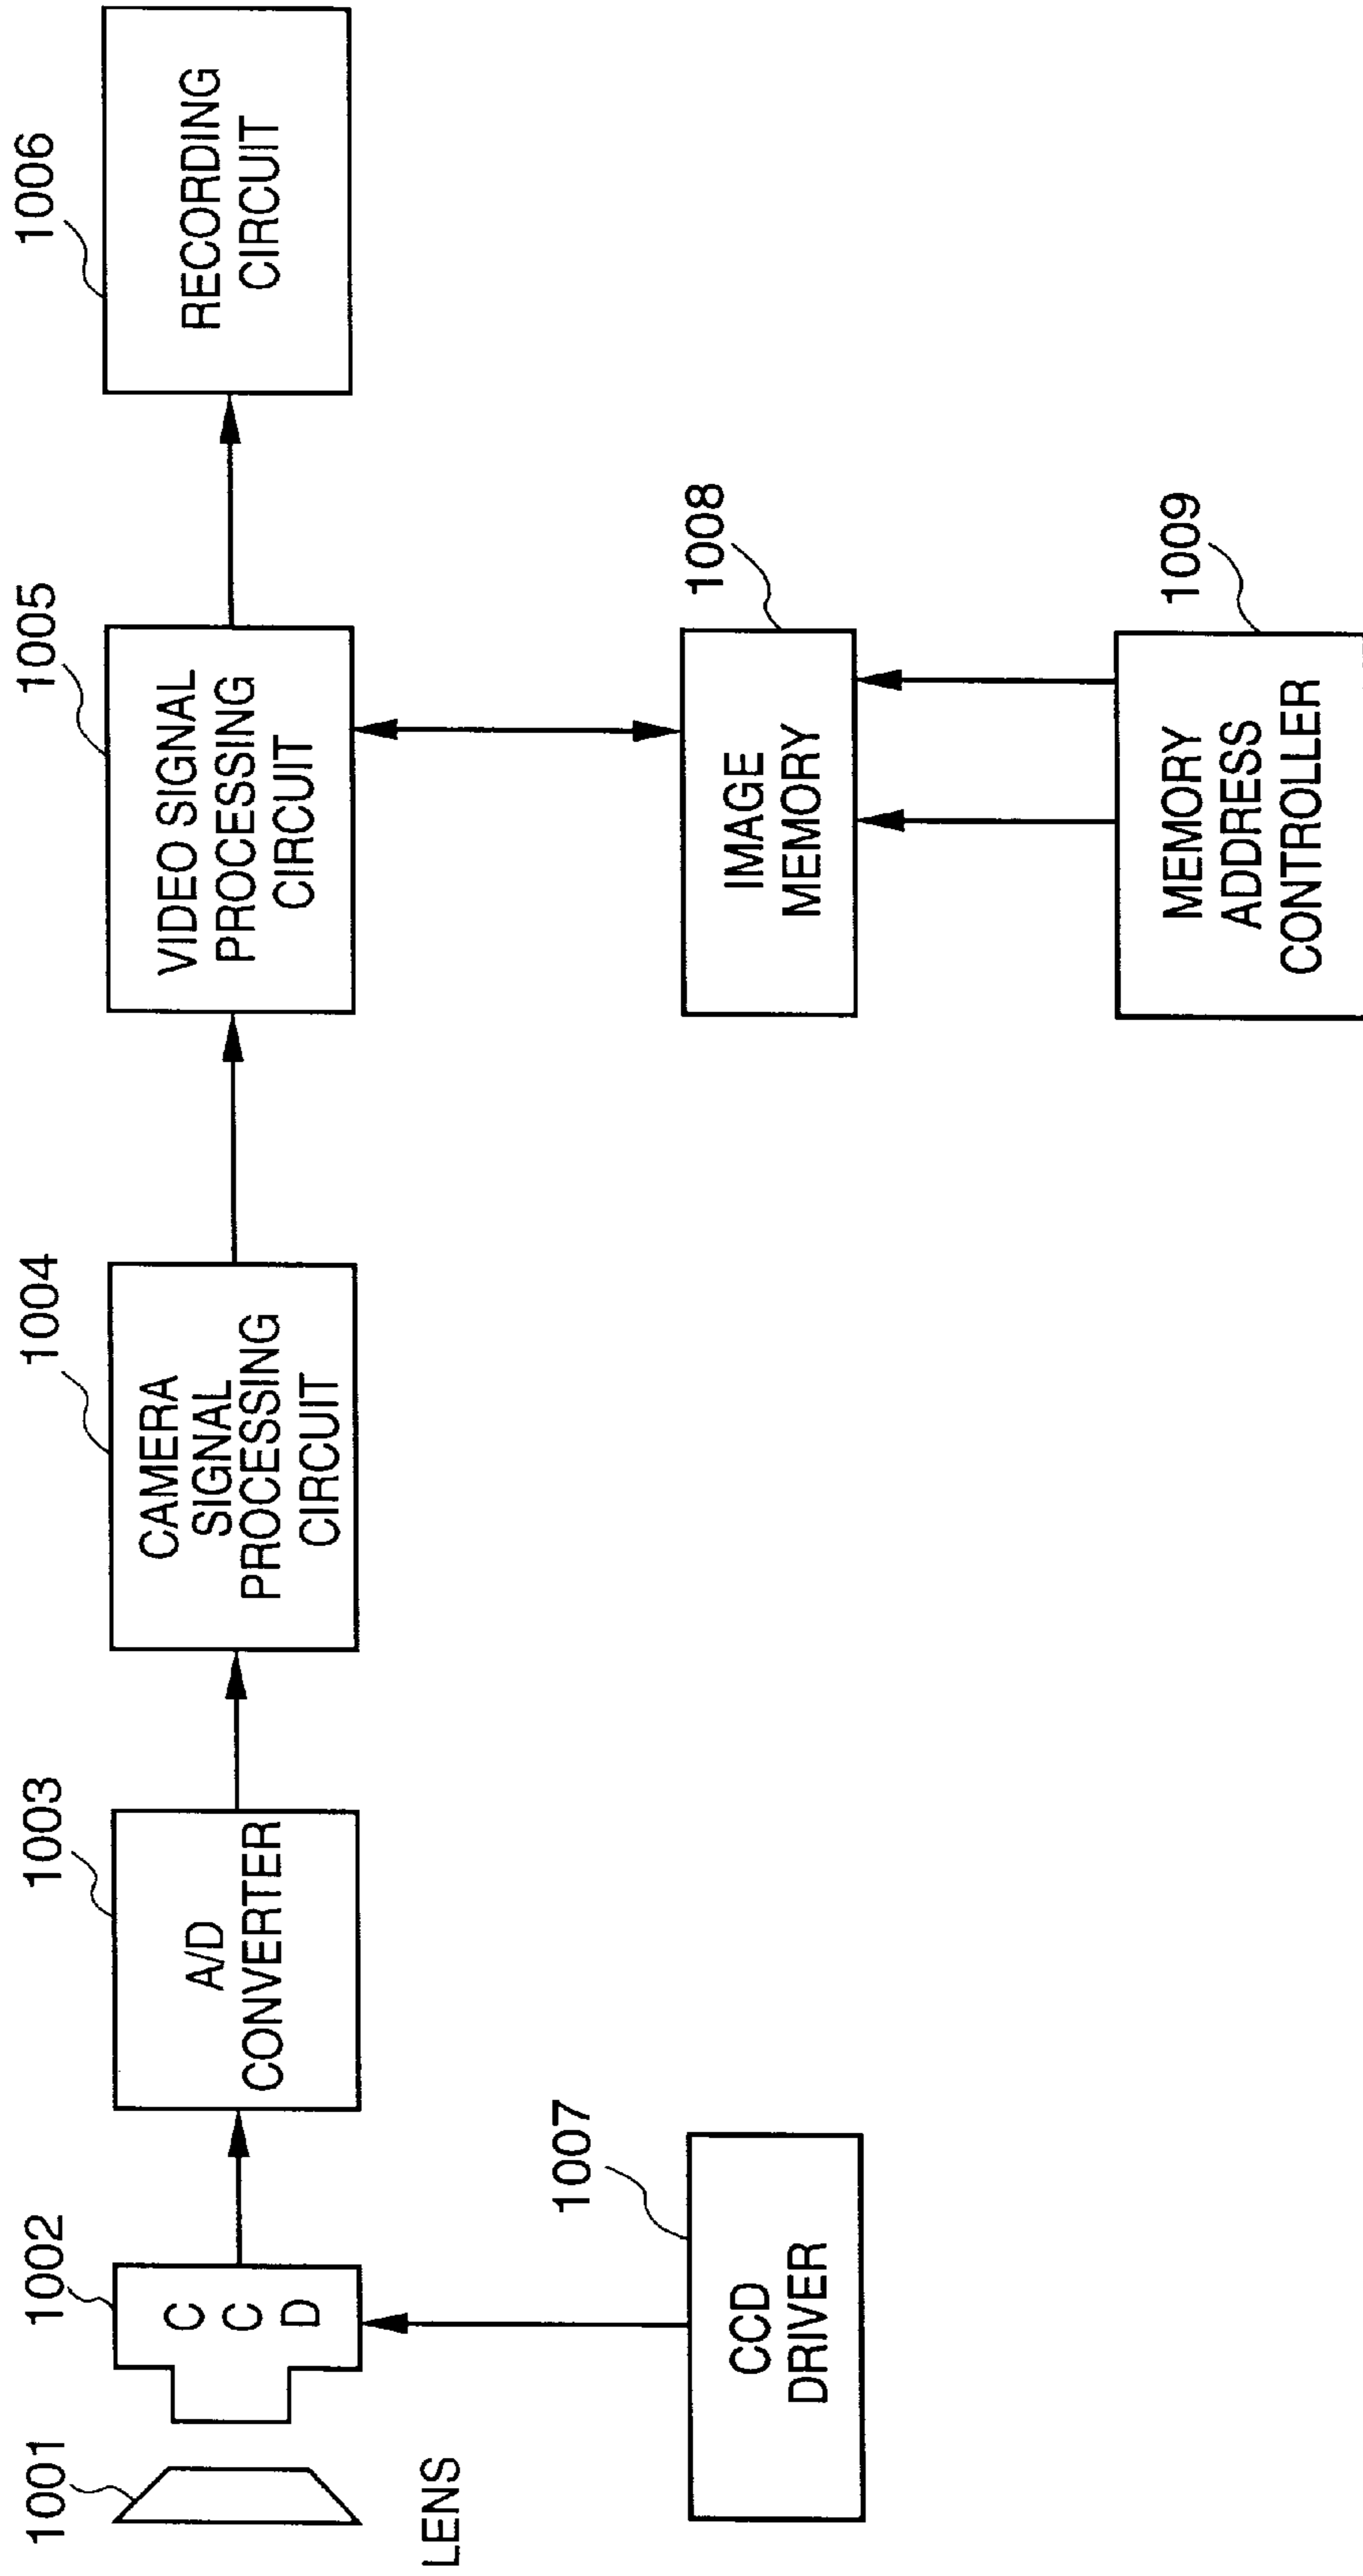 1001
LENS
1002
C
C
D
1003
A/D
CONVERTER
1004
CAMERA
SIGNAL
PROCESSING
CIRCUIT
1005
VIDEO SIGNAL
PROCESSING
CIRCUIT
1006
RECORDING
CIRCUIT
1007
CCD
DRIVER
1008
IMAGE
MEMORY
1009
MEMORY
ADDRESS
CONTROLLER